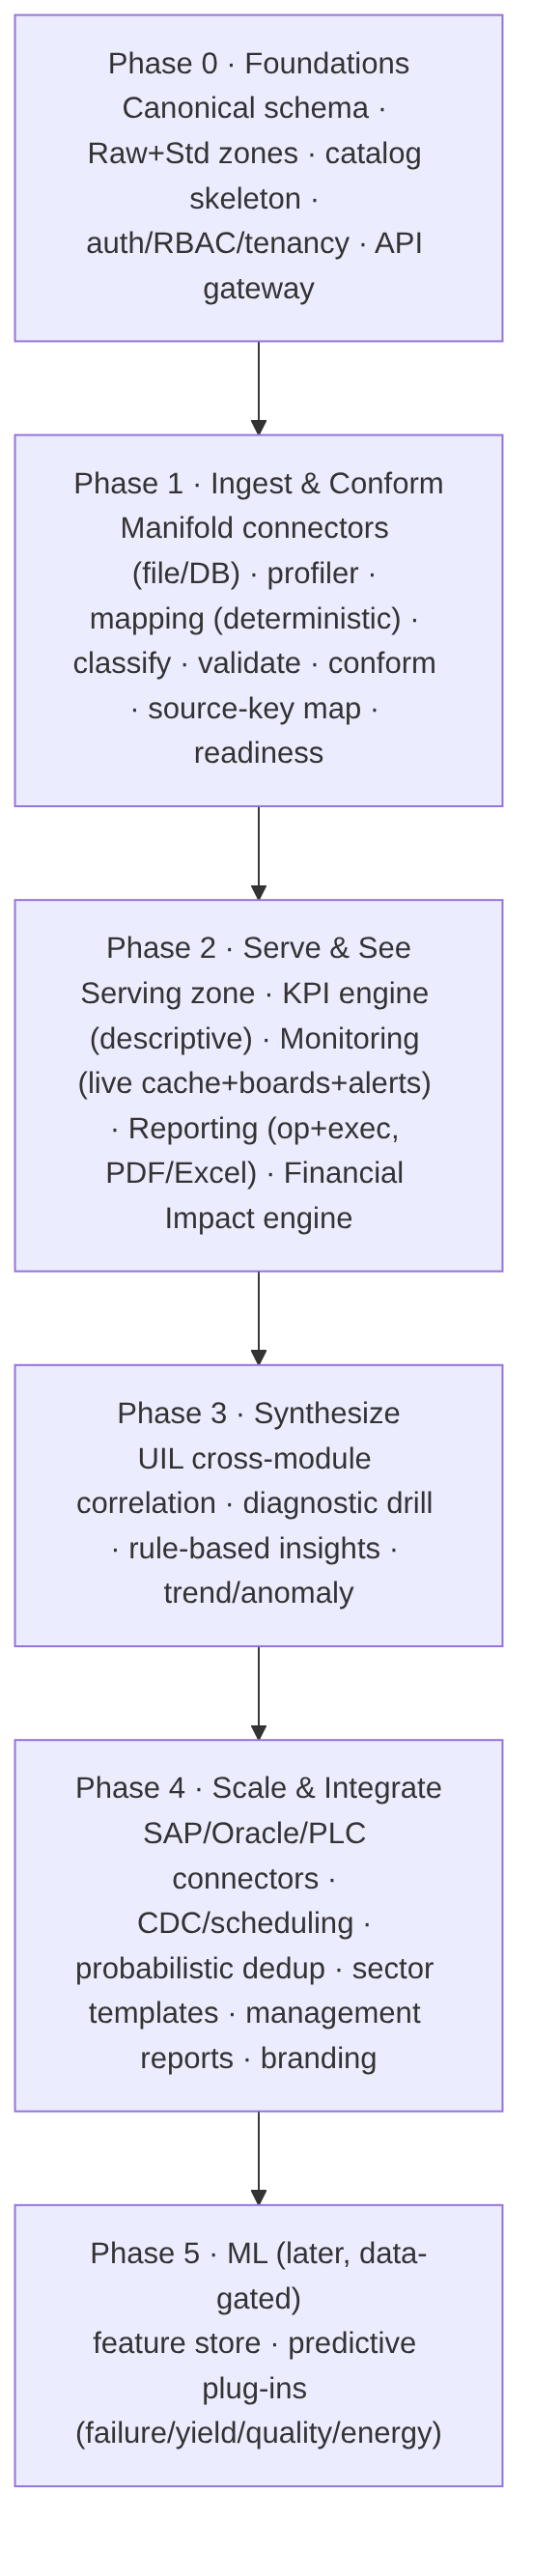 Phase 0 · Foundations
Canonical schema ·
Raw+Std zones · catalog
skeleton ·
auth/RBAC/tenancy · API
gateway
Phase 1 · Ingest & Conform
Manifold connectors
(file/DB) · profiler ·
mapping (deterministic) ·
classify · validate · conform
· source-key map ·
readiness
Phase 2 · Serve & See
Serving zone · KPI engine
(descriptive) · Monitoring
(live cache+boards+alerts)
· Reporting (op+exec,
PDF/Excel) · Financial
Impact engine
Phase 3 · Synthesize
UIL cross-module
correlation · diagnostic drill
· rule-based insights ·
trend/anomaly
Phase 4 · Scale & Integrate
SAP/Oracle/PLC
connectors ·
CDC/scheduling ·
probabilistic dedup · sector
templates · management
reports · branding
Phase 5 · ML (later, data-
gated)
feature store · predictive
plug-ins
(failure/yield/quality/energy)